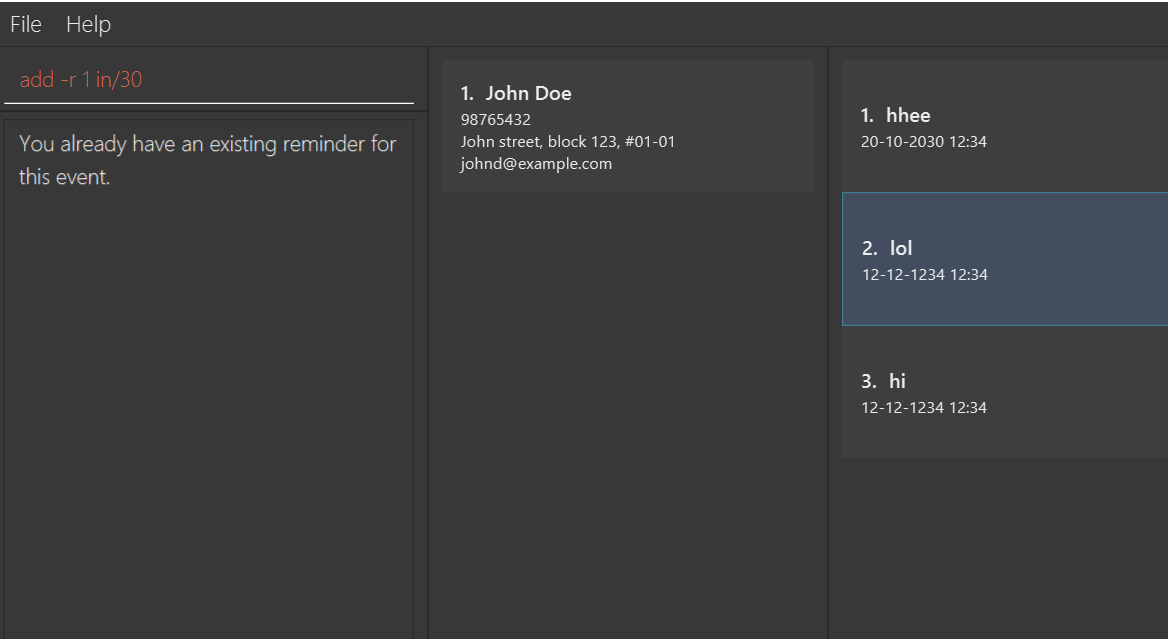 File Help
add -r 1 in/30
You already have an existing reminder for
this event.
1. John Doe
98765432
John street, block 123, #01-01
johnd@example.com
1. hhee
20-10-2030 12:34
2. lol
12-12-1234 12:34
3. hi
12-12-1234 12:34